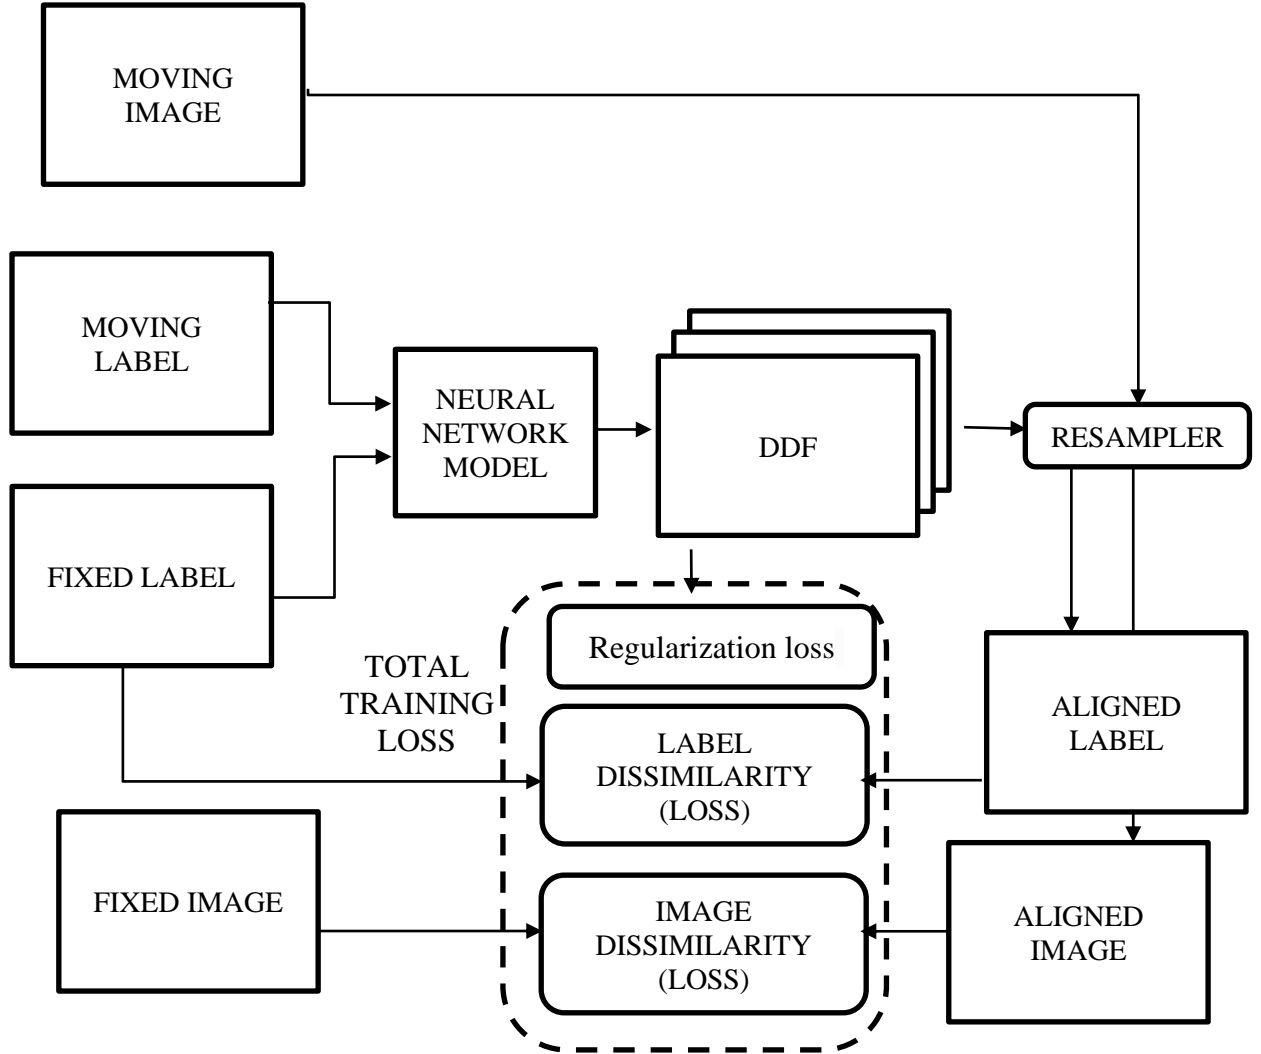 MOVING
IMAGE
MOVING
LABEL
NEURAL
NETWORK
MODEL
DDF
RESAMPLER
FIXED LABEL
Regularization loss
TOTAL
TRAINING
LOSS
LABEL
DISSIMILARITY
(LOSS)
ALIGNED
LABEL
FIXED IMAGE
IMAGE
DISSIMILARITY
(LOSS)
ALIGNED
IMAGE